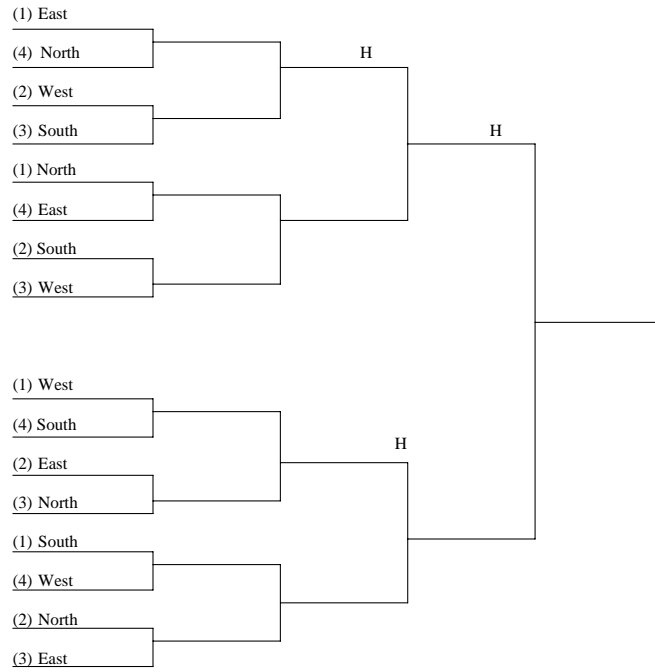 (1) East
(4) North
H
(2) West
(3) South
H
(1) North
(4) East
(2) South
(3) West
(1) West
(4) South
H
(2) East
(3) North
(1) South
(4) West
(2) North
(3) East